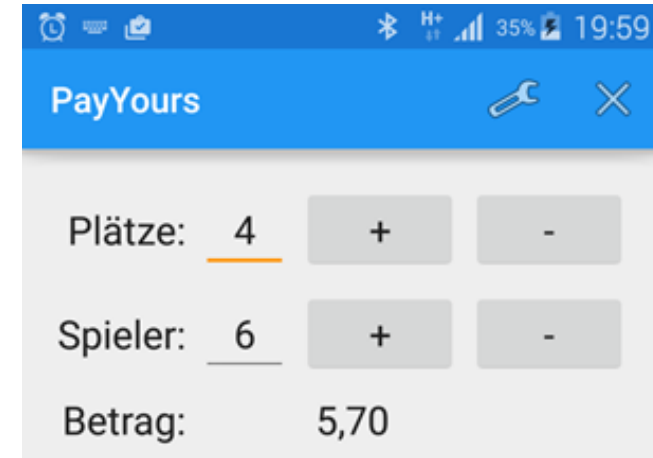 H+ 35% 19:59
PayYours
Plätze: 4 + -
Spieler: 6 + -
Betrag: 5,70